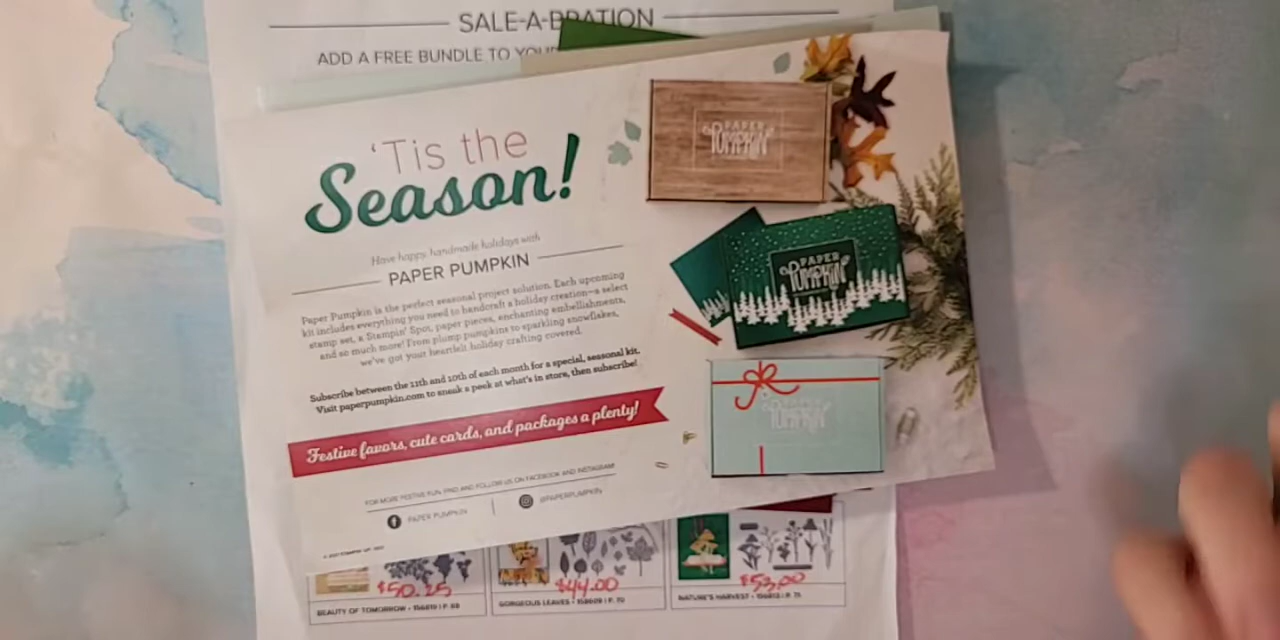 SALE-A-BRATION
ADD A FREE BUNDLE TO YOUR
'Tis the
Season!
Have happy handmade holidays with
PAPER PUMPKIN
Paper Pumpkin is the perfect seasonal project solution. Each upcoming
kit includes everything you need to handcraft a holiday creation—a select
stamp set, a Stampin' Spot, paper pieces, enchanting embellishments,
and so much more! From plump pumpkins to sparkling snowflakes,
we've got your heartfelt holiday crafting covered.
Subscribe between the 11th and 10th of each month for a special, seasonal kit.
Visit paperpumpkin.com to sneak a peek at what's in store, then subscribe!
Festive favors, cute cards, and packages a plenty!
FOR MORE FESTIVE FUN, FIND AND FOLLOW US ON FACEBOOK AND INSTAGRAM!
PAPER PUMPKIN
@PAPERPUMPKIN
PAPER
PUMPKIN
PAPER
PUMPKIN
PUMPKIN
$50.25
$44.00
$53.00
BEAUTY OF TOMORROW •
GORGEOUS LEAVES •
NATURE'S HARVEST •